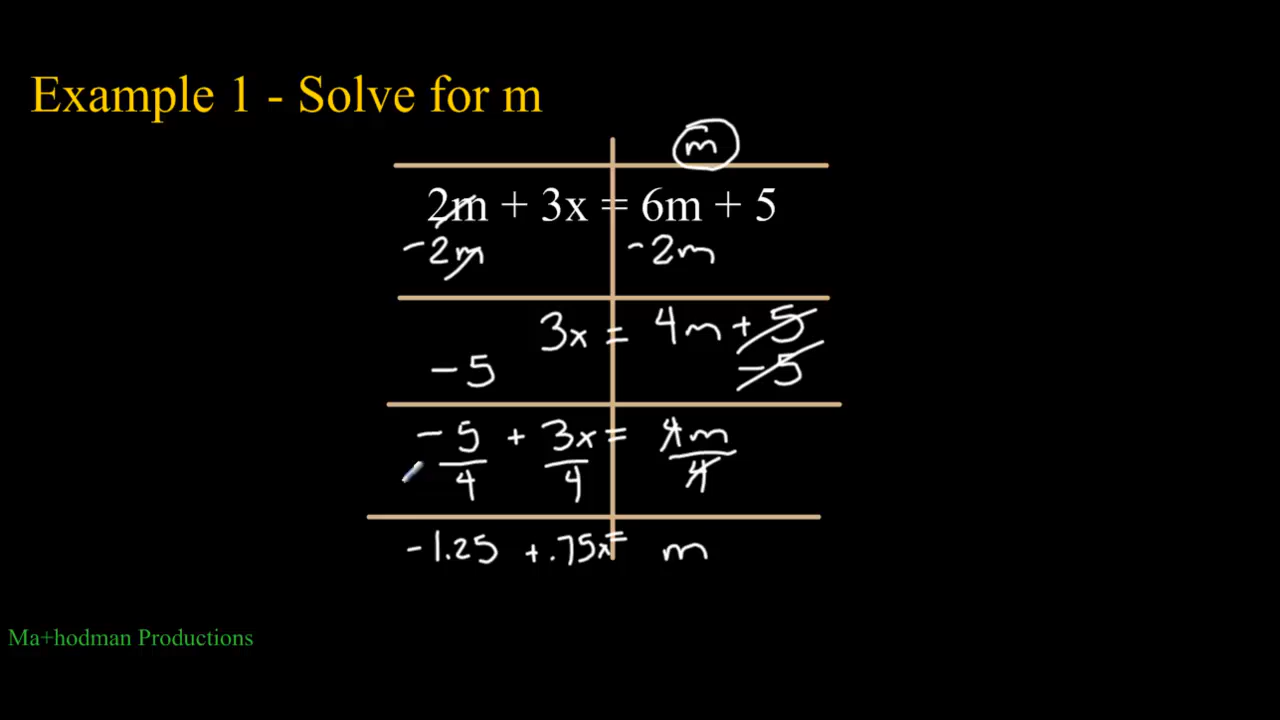 Example 1 - Solve for m
m
2m + 3x = 6m + 5
-2m -2m
3x = 4m + 5
-5 -5
-5 + 3x = 4m
4 4 4
-1.25 + .75x = m
Ma+hodman Productions